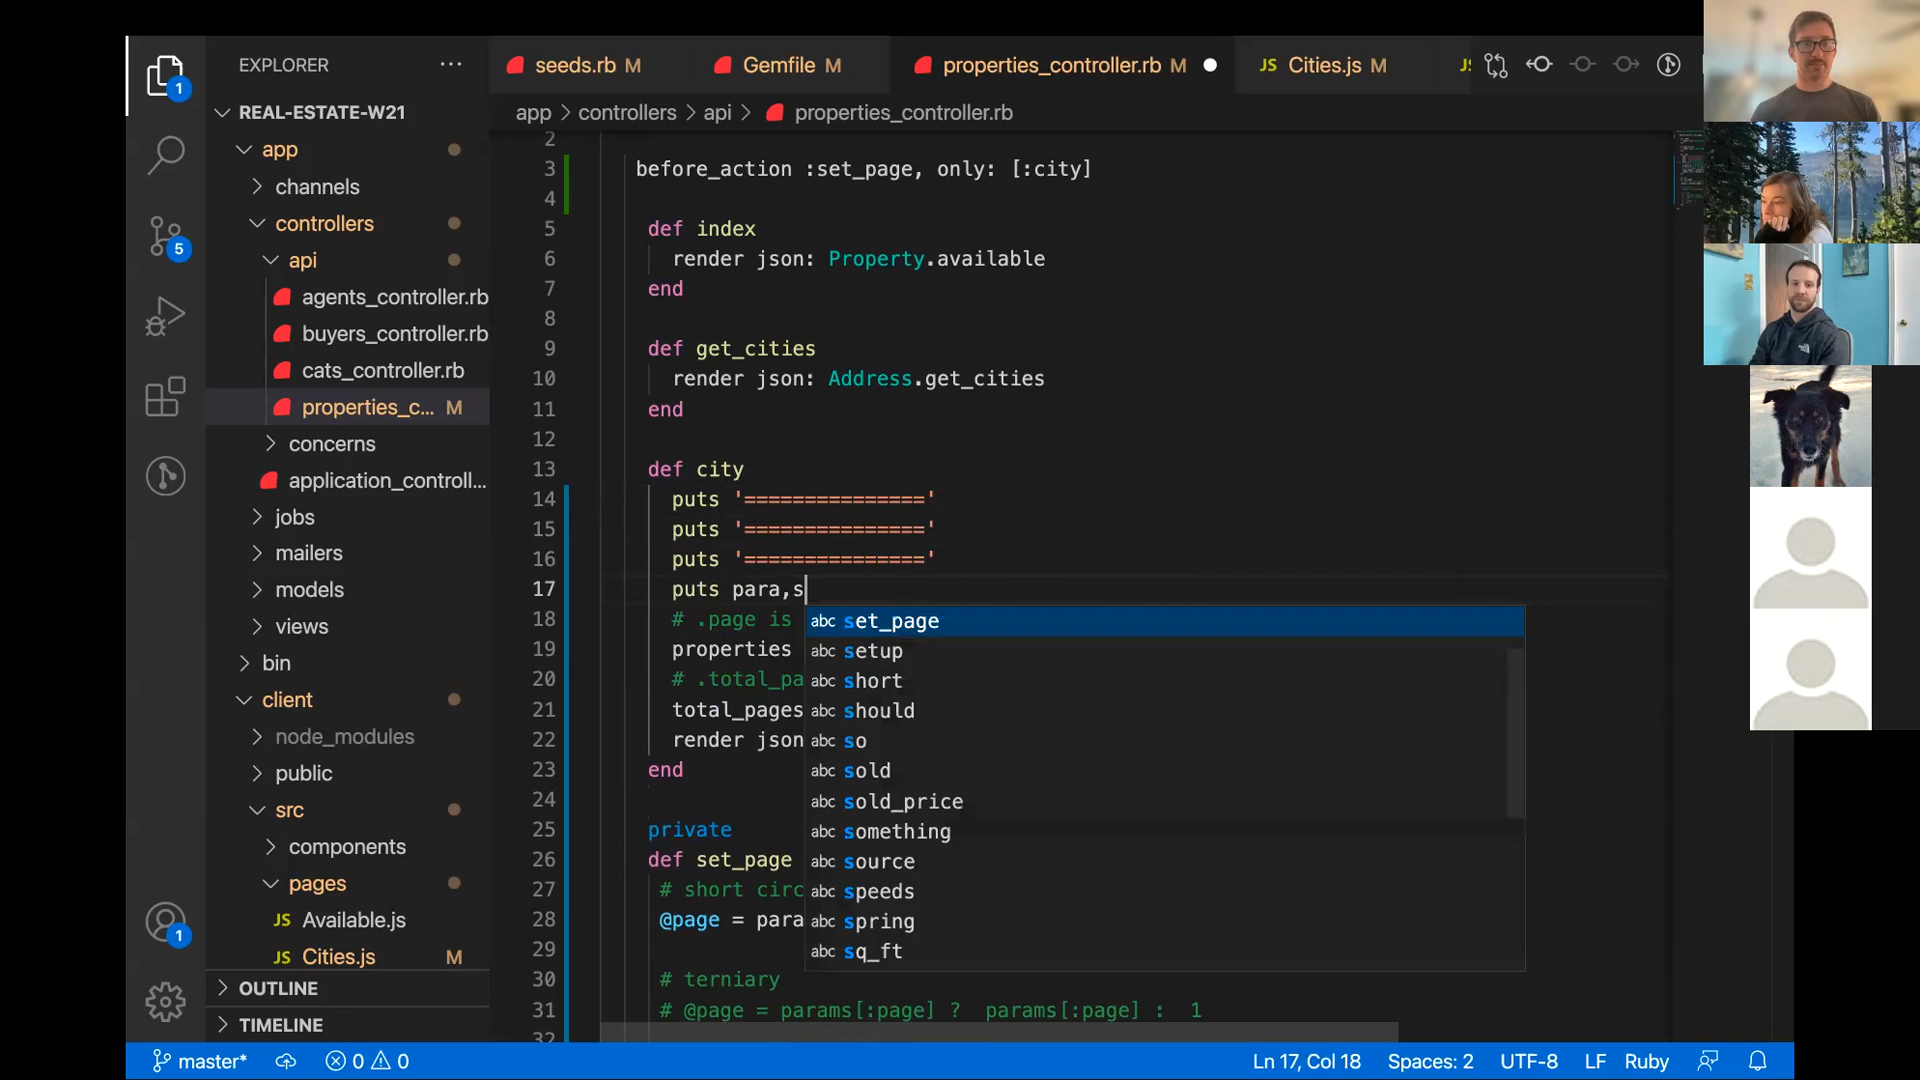 EXPLORER ...
seeds.rb M
Gemfile M
properties_controller.rb M
JS Cities.js M
JS
REAL-ESTATE-W21
app
channels
controllers
api
agents_controller.rb
buyers_controller.rb
cats_controller.rb
properties_c... M
concerns
application_controll...
jobs
mailers
models
views
bin
client
node_modules
public
src
components
pages
JS Available.js
JS Cities.js M
OUTLINE
TIMELINE
1
5
1
app > controllers > api > properties_controller.rb
2
3 before_action :set_page, only: [:city]
4
5 def index
6 render json: Property.available
7 end
8
9 def get_cities
10 render json: Address.get_cities
11 end
12
13 def city
14 puts '==============='
15 puts '==============='
16 puts '==============='
17 puts para,s
18 # .page is
19 properties
20 # .total_pa
21 total_pages
22 render json
23 end
24
25 private
26 def set_page
27 # short circ
28 @page = para
29
30 # terniary
31 # @page = params[:page] ? params[:page] : 1
32
abc set_page
abc setup
abc short
abc should
abc so
abc sold
abc sold_price
abc something
abc source
abc speeds
abc spring
abc sq_ft
master* 0 0 Ln 17, Col 18 Spaces: 2 UTF-8 LF Ruby